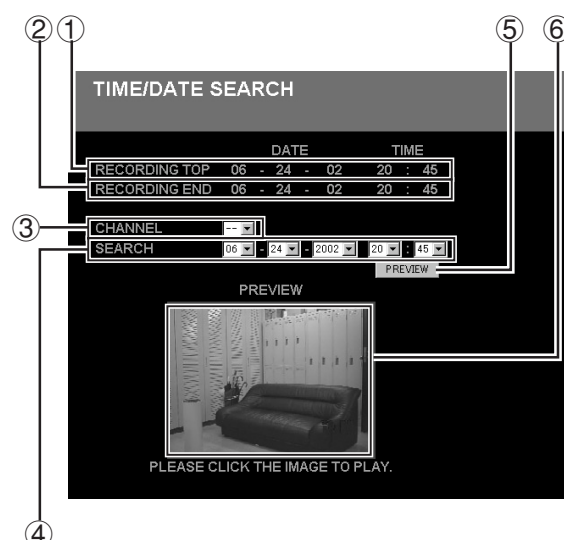 ② ① ⑤ ⑥
TIME/DATE SEARCH
DATE TIME
RECORDING TOP 06 - 24 - 02 20 : 45
RECORDING END 06 - 24 - 02 20 : 45
③
CHANNEL --
SEARCH 06 - 24 - 2002 20 : 45
PREVIEW
PREVIEW
PLEASE CLICK THE IMAGE TO PLAY.
④